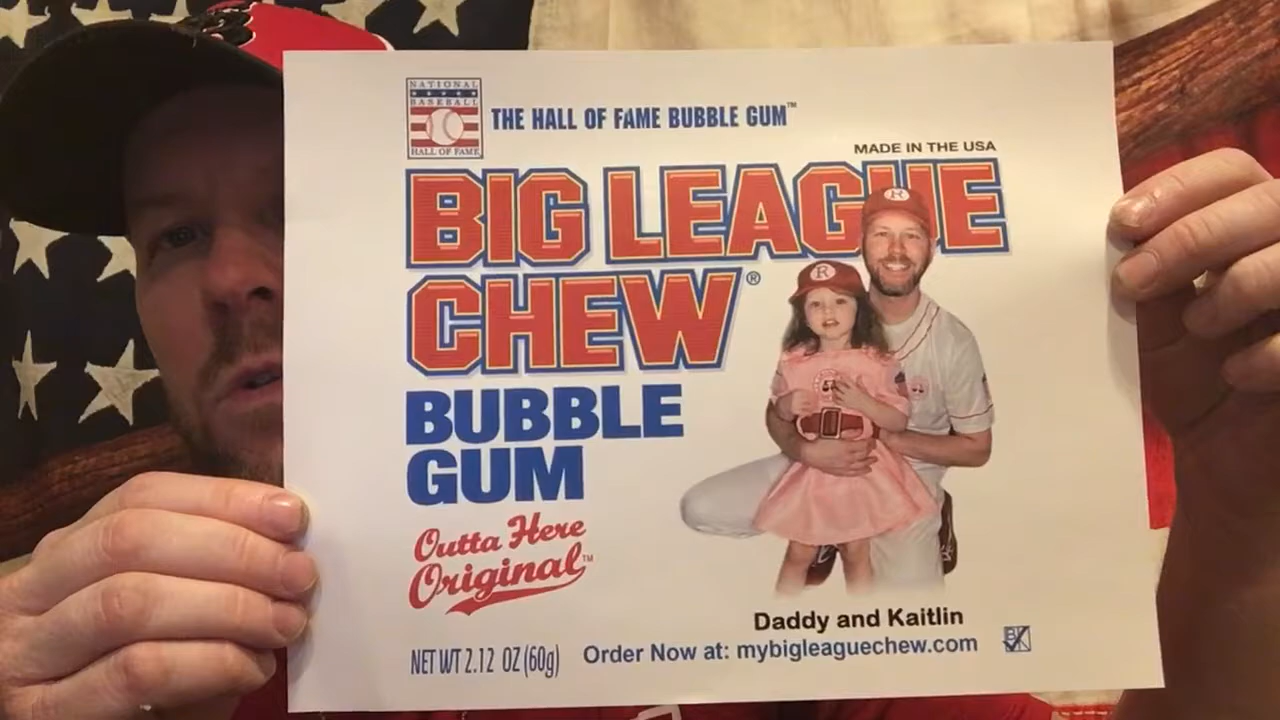 NATIONAL
BASEBALL
HALL OF FAME
THE HALL OF FAME BUBBLE GUM™
MADE IN THE USA
BIG LEAGUE
CHEW®
R
R
BUBBLE
GUM
Outta Here
Original™
Daddy and Kaitlin
NET WT 2.12 OZ (60g)
Order Now at: mybigleaguechew.com